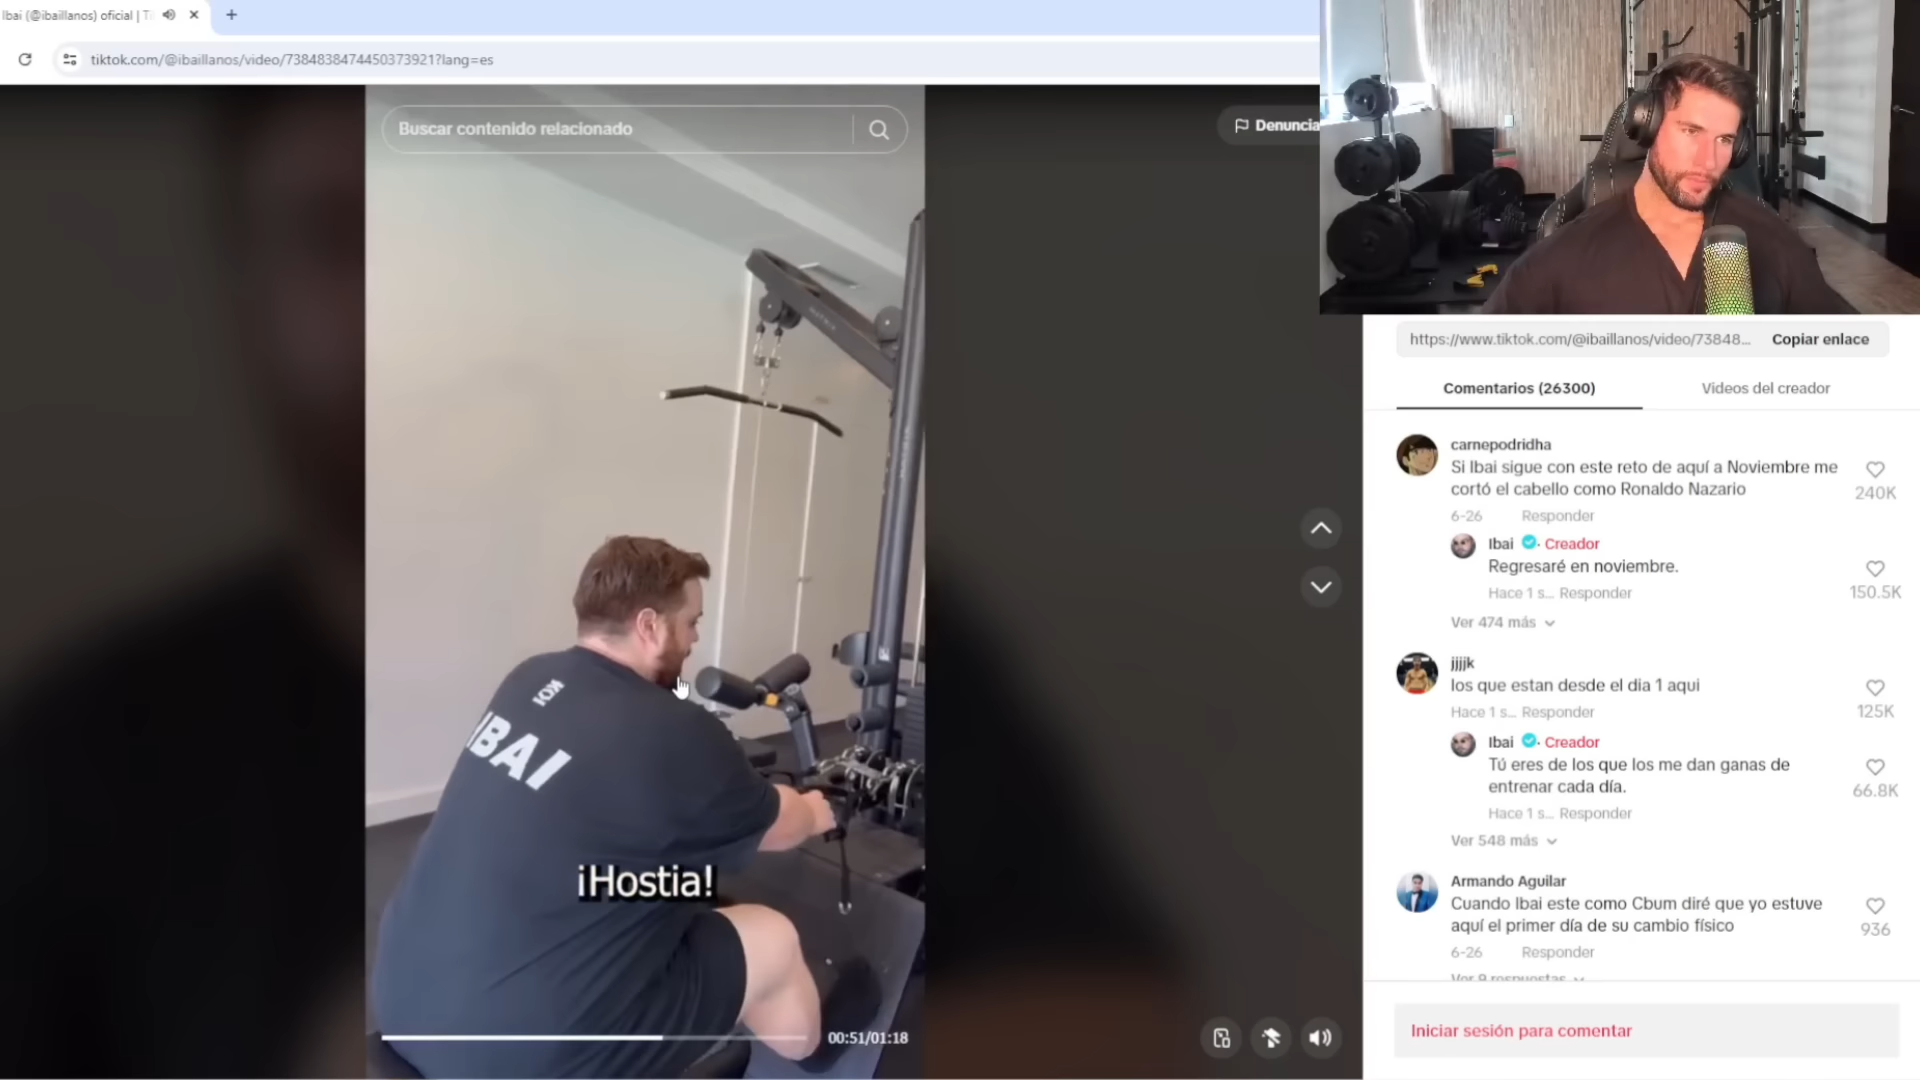 Ibai (@ibaillanos) oficial | Ti
tiktok.com/@ibaillanos/video/7384838474450373921?lang=es
Buscar contenido relacionado
Denuncia
KOI
IBAI
¡Hostia!
00:51/01:18
https://www.tiktok.com/@ibaillanos/video/73848...
Copiar enlace
Comentarios (26300)
Videos del creador
carnepodridha
Si Ibai sigue con este reto de aquí a Noviembre me
cortó el cabello como Ronaldo Nazario
240K
6-26 Responder
Ibai · Creador
Regresaré en noviembre.
150.5K
Hace 1 s... Responder
Ver 474 más
jjjjk
los que estan desde el dia 1 aqui
125K
Hace 1 s... Responder
Ibai · Creador
Tú eres de los que los me dan ganas de
entrenar cada día.
66.8K
Hace 1 s... Responder
Ver 548 más
Armando Aguilar
Cuando Ibai este como Cbum diré que yo estuve
aquí el primer día de su cambio físico
936
6-26 Responder
Ver 9 respuestas
Iniciar sesión para comentar